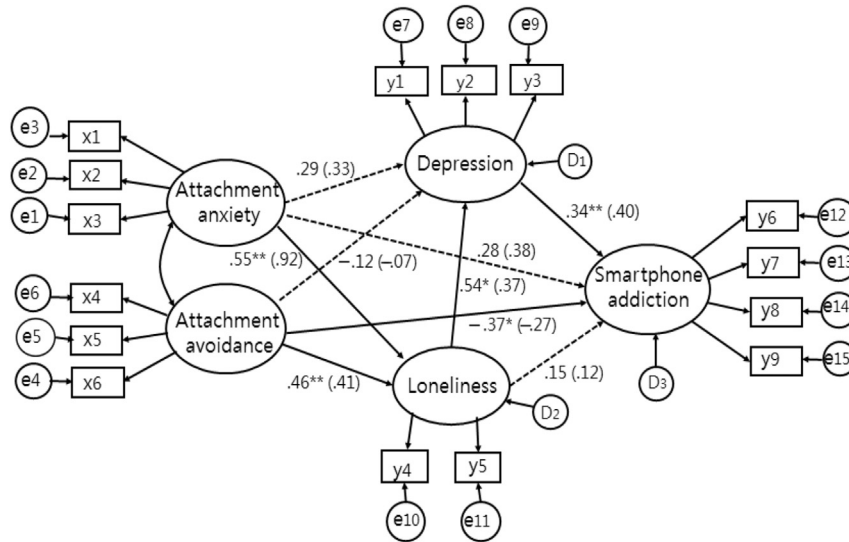 e7
e8
e9
y1
y2
y3
e3
x1
e2
x2
e1
x3
Attachment
anxiety
.29 (.33)
Depression
D1
.34** (.40)
y6
e12
.55** (.92)
−.12 (−.07)
.28 (.38)
.54* (.37)
Smartphone
addiction
y7
e13
e6
x4
e5
x5
e4
x6
Attachment
avoidance
−.37* (−.27)
y8
e14
.46** (.41)
Loneliness
.15 (.12)
y9
e15
D2
D3
y4
y5
e10
e11